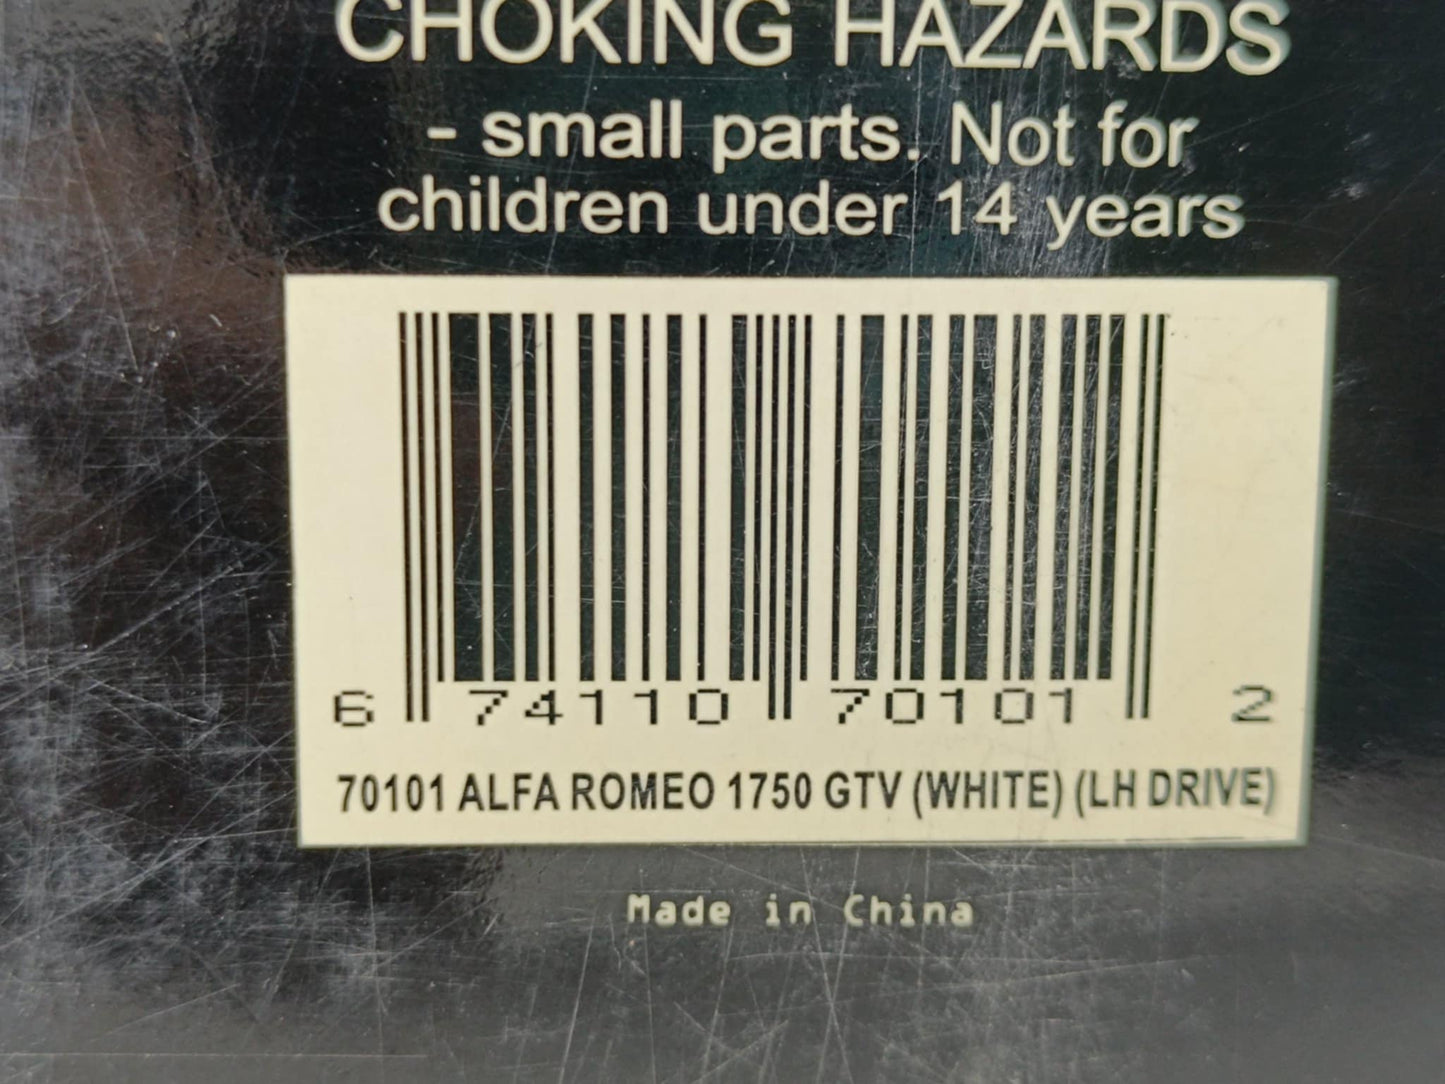 CHOKING HAZARDS
- small parts. Not for
children under 14 years
6 74110 70101 2
70101 ALFA ROMEO 1750 GTV (WHITE) (LH DRIVE)
Made in China